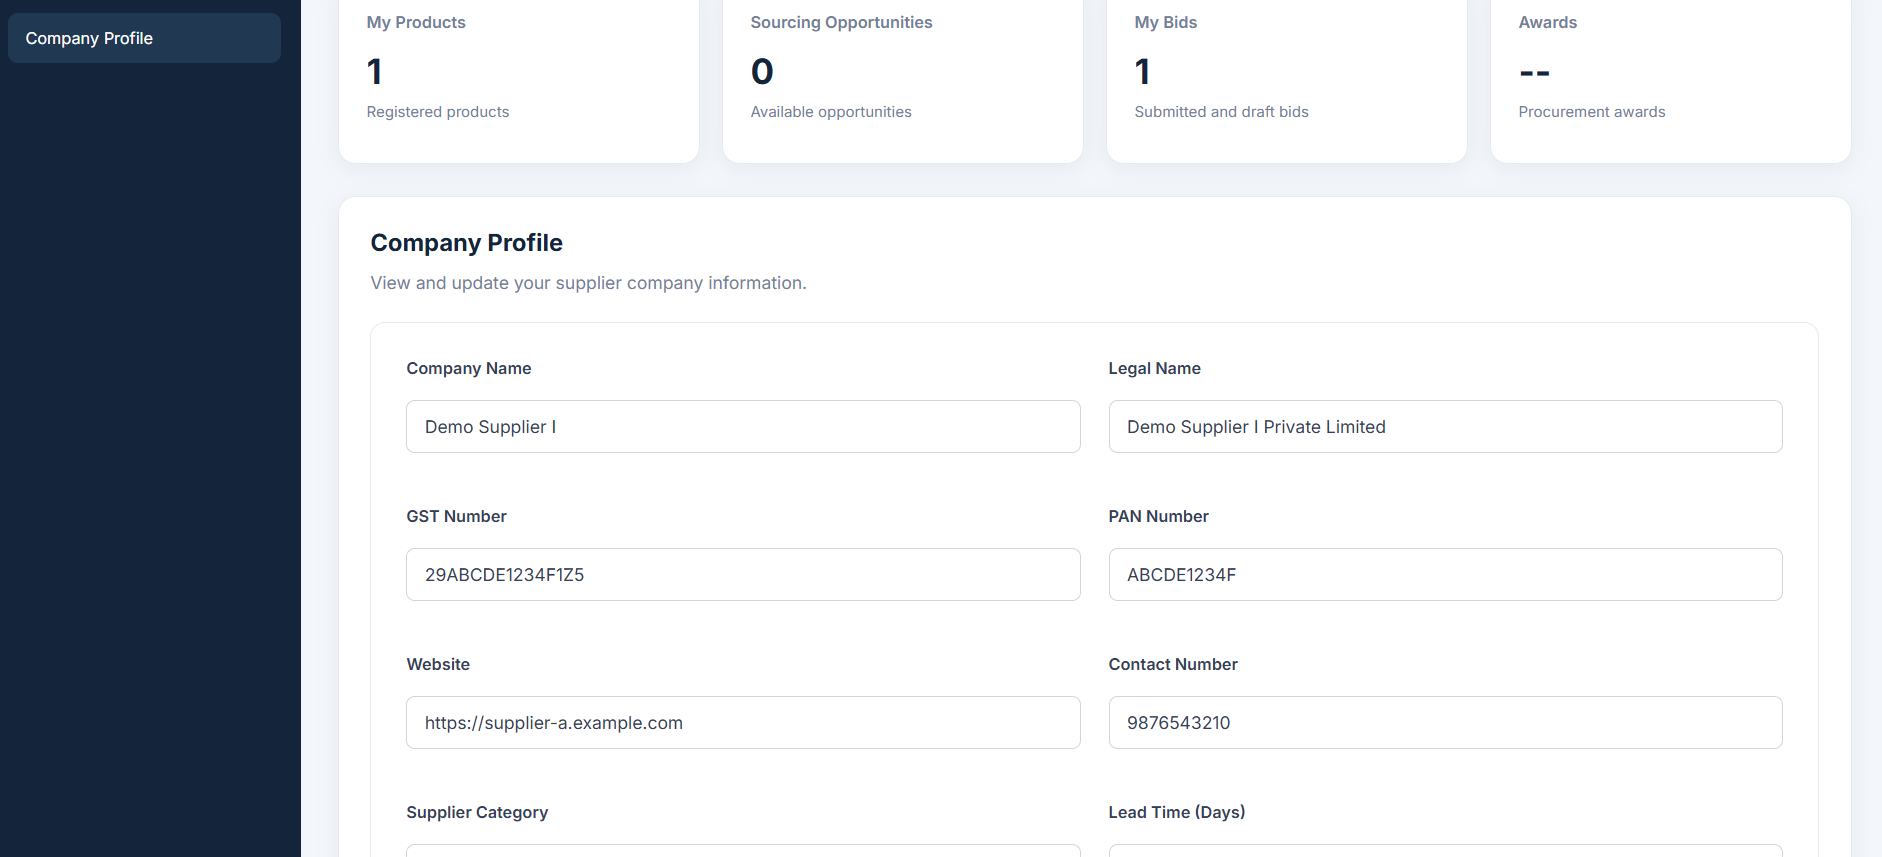 Company Profile
My Products
1
Registered products
Sourcing Opportunities
0
Available opportunities
My Bids
1
Submitted and draft bids
Awards
--
Procurement awards
Company Profile
View and update your supplier company information.
Company Name
Demo Supplier I
Legal Name
Demo Supplier I Private Limited
GST Number
29ABCDE1234F1Z5
PAN Number
ABCDE1234F
Website
https://supplier-a.example.com
Contact Number
9876543210
Supplier Category
Lead Time (Days)